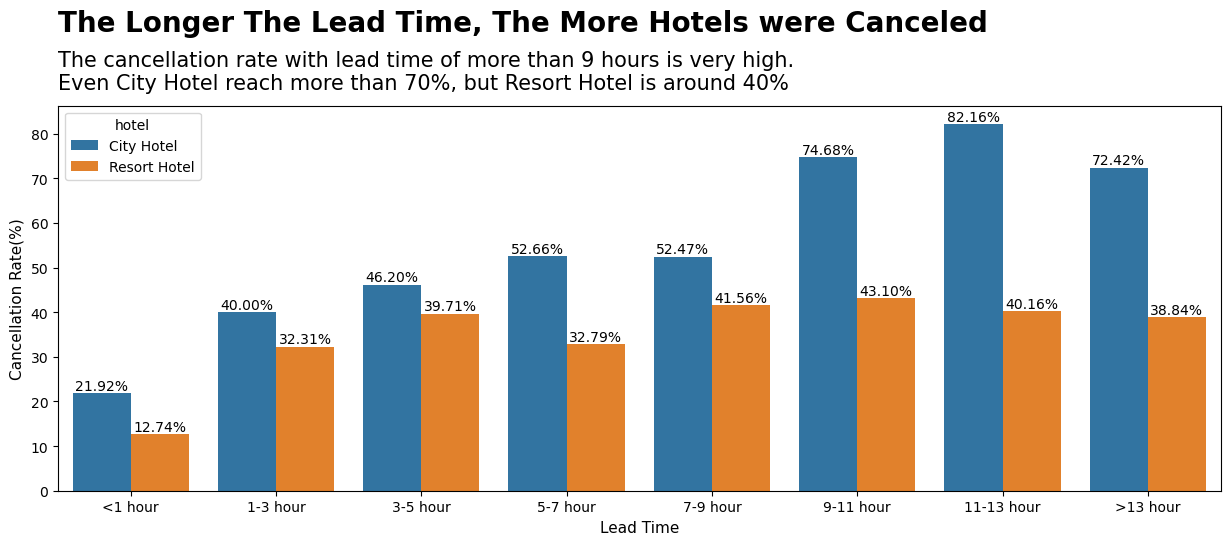 The Longer The Lead Time, The More Hotels were Canceled
The cancellation rate with lead time of more than 9 hours is very high.
Even City Hotel reach more than 70%, but Resort Hotel is around 40%
hotel
City Hotel
Resort Hotel
Cancellation Rate(%)
80
70
60
50
40
30
20
10
0
21.92%
12.74%
40.00%
32.31%
46.20%
39.71%
52.66%
32.79%
52.47%
41.56%
74.68%
43.10%
82.16%
40.16%
72.42%
38.84%
<1 hour
1-3 hour
3-5 hour
5-7 hour
7-9 hour
9-11 hour
11-13 hour
>13 hour
Lead Time